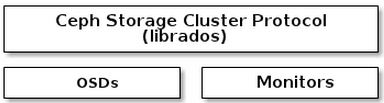 Ceph Storage Cluster Protocol
(librados)
OSDs
Monitors